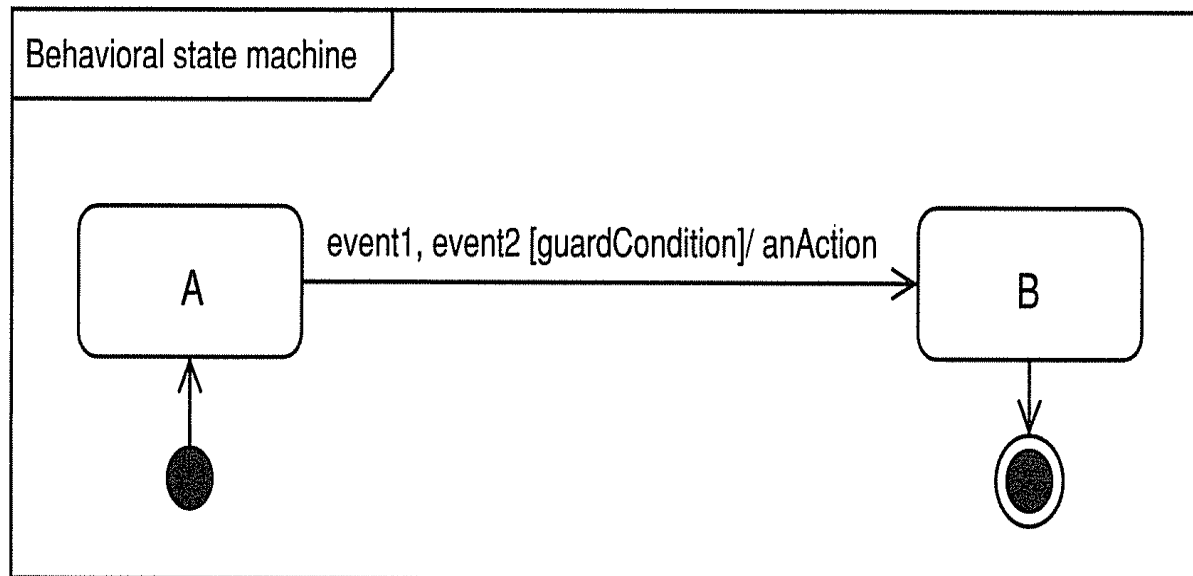 Behavioral state machine
event1, event2 [guardCondition]/ anAction
A
B